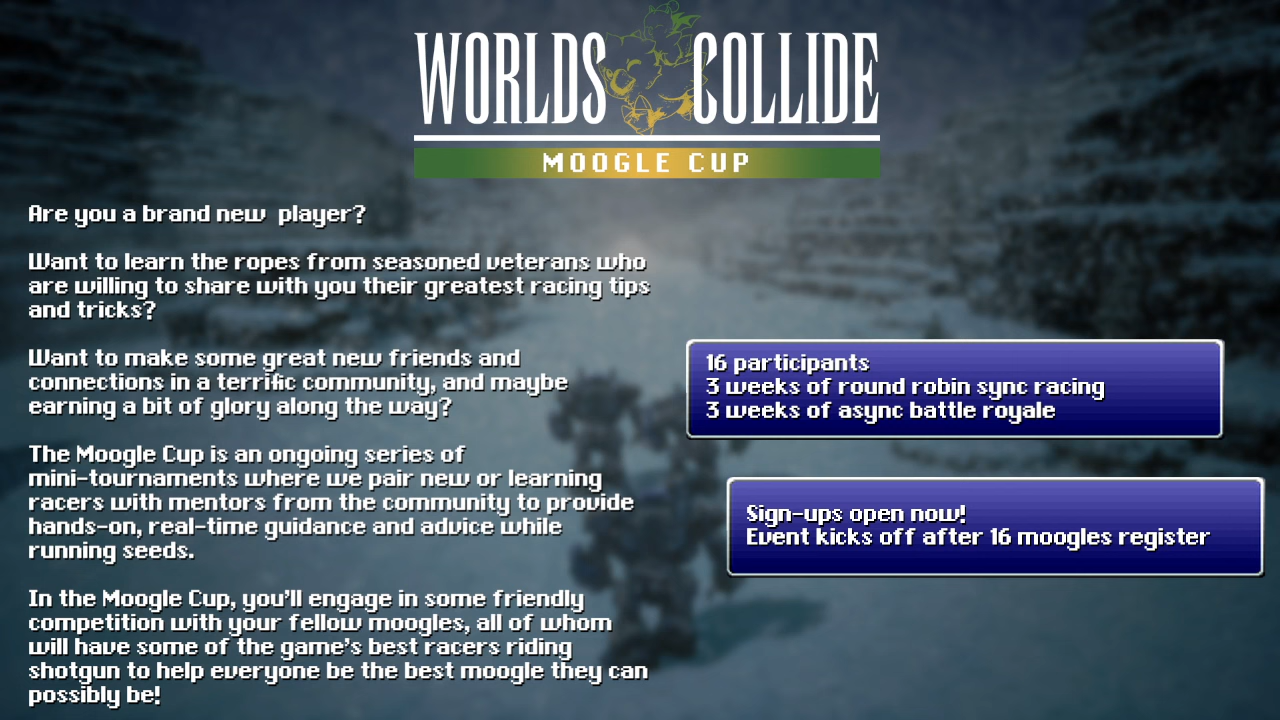 WORLDS COLLIDE
MOOGLE CUP
Are you a brand new player?
Want to learn the ropes from seasoned veterans who
are willing to share with you their greatest racing tips
and tricks?
Want to make some great new friends and
connections in a terrific community, and maybe
earning a bit of glory along the way?
The Moogle Cup is an ongoing series of
mini-tournaments where we pair new or learning
racers with mentors from the community to provide
hands-on, real-time guidance and advice while
running seeds.
In the Moogle Cup, you'll engage in some friendly
competition with your fellow moogles, all of whom
will have some of the game's best racers riding
shotgun to help everyone be the best moogle they can
possibly be!
16 participants
3 weeks of round robin sync racing
3 weeks of async battle royale
Sign-ups open now!
Event kicks off after 16 moogles register